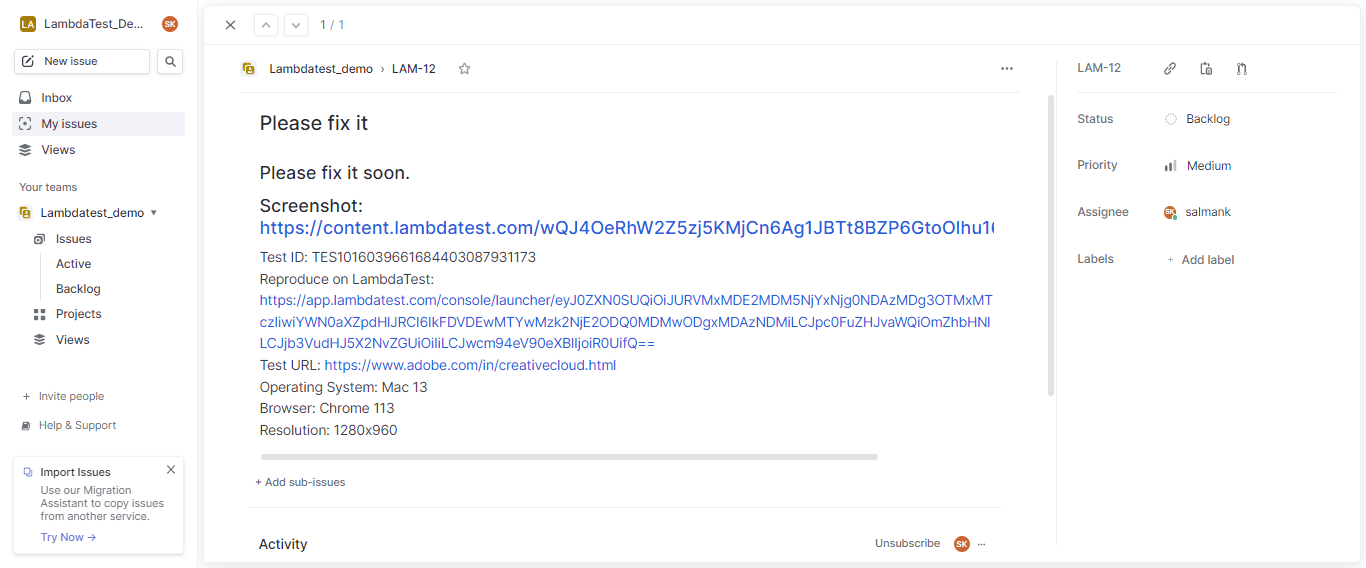 LA LambdaTest_De... SK
New issue
Inbox
My issues
Views
Your teams
Lambdatest_demo
Issues
Active
Backlog
Projects
Views
+ Invite people
Help & Support
Import Issues
Use our Migration
Assistant to copy issues
from another service.
Try Now →
1 / 1
Lambdatest_demo › LAM-12
Please fix it
Please fix it soon.
Screenshot:
https://content.lambdatest.com/wQJ4OeRhW2Z5zj5KMjCn6Ag1JBTt8BZP6GtoOlhu16
Test ID: TES1016039661684403087931173
Reproduce on LambdaTest:
https://app.lambdatest.com/console/launcher/eyJ0ZXN0SUQiOiJURVMxMDE2MDM5NjYxNjg0NDAzMDg3OTMxMT
czIiwiYWN0aXZpdHlJRCI6IkFDVDEwMTYwMzk2NjE2ODQ0MDMwODgxMDAzNDMiLCJpc0FuZHJvaWQiOmZhbHNl
LCJjb3VudHJ5X2NvZGUiOiIiLCJwcm94eV90eXBlIjoiR0UifQ==
Test URL: https://www.adobe.com/in/creativecloud.html
Operating System: Mac 13
Browser: Chrome 113
Resolution: 1280x960
+ Add sub-issues
Activity
Unsubscribe SK
LAM-12
Status Backlog
Priority Medium
Assignee SK salmank
Labels + Add label